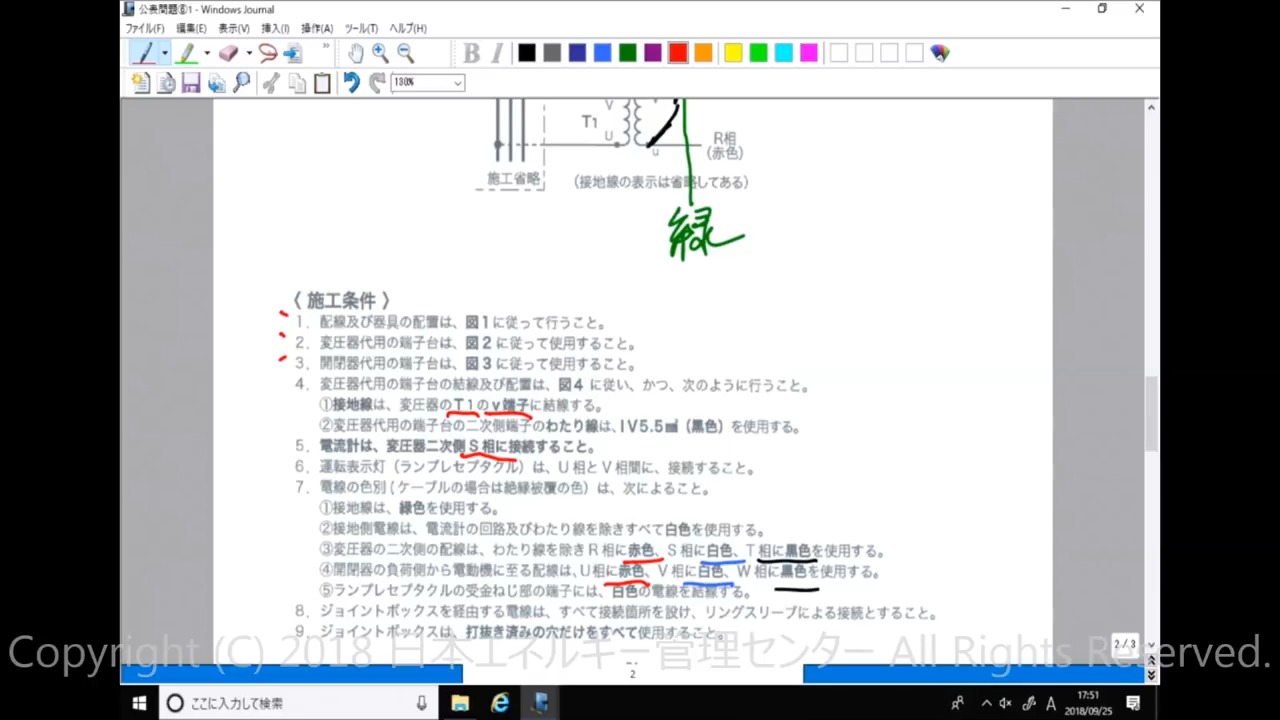 公表問題⑥1 - Windows Journal
ファイル(F) 編集(E) 表示(V) 挿入(I) 操作(A) ツール(T) ヘルプ(H)
B I
130%
V
T1
U
u
R相
(赤色)
施工省略
(接地線の表示は省略してある)
緑
〈 施工条件 〉
1. 配線及び器具の配置は、図1に従って行うこと。
2. 変圧器代用の端子台は、図2に従って使用すること。
3. 開閉器代用の端子台は、図3に従って使用すること。
4. 変圧器代用の端子台の結線及び配置は、図4 に従い、かつ、次のように行うこと。
①接地線は、変圧器のT1のv端子に結線する。
②変圧器代用の端子台の二次側端子のわたり線は、IV5.5㎟(黒色)を使用する。
5. 電流計は、変圧器二次側S相に接続すること。
6. 運転表示灯(ランプレセプタクル)は、U相とV相間に、接続すること。
7. 電線の色別(ケーブルの場合は絶縁被覆の色)は、次によること。
①接地線は、緑色を使用する。
②接地側電線は、電流計の回路及びわたり線を除きすべて白色を使用する。
③変圧器の二次側の配線は、わたり線を除きR相に赤色、S相に白色、T相に黒色を使用する。
④開閉器の負荷側から電動機に至る配線は、U相に赤色、V相に白色、W相に黒色を使用する。
⑤ランプレセプタクルの受金ねじ部の端子には、白色の電線を結線する。
8. ジョイントボックスを経由する電線は、すべて接続箇所を設け、リングスリーブによる接続とすること。
9. ジョイントボックスは、打抜き済みの穴だけをすべて使用すること。
2 / 3
Copyright (C) 2018 日本エネルギー管理センター All Rights Reserved.
2
ここに入力して検索
A
17:51
2018/09/25